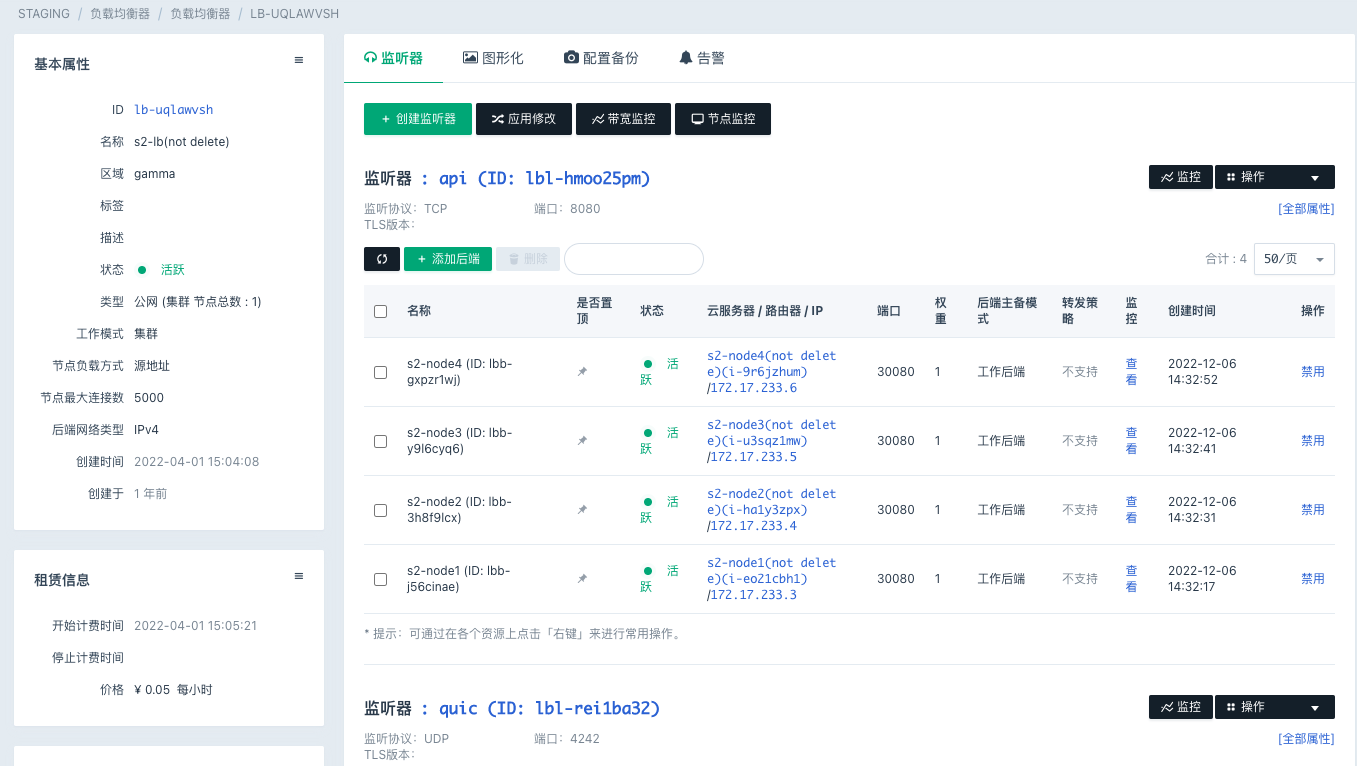 STAGING / 负载均衡器 / 负载均衡器 / LB-UQLAWVSH
基本属性
ID lb-uqlawvsh
名称 s2-lb(not delete)
区域 gamma
标签
描述
状态 活跃
类型 公网 (集群 节点总数 : 1)
工作模式 集群
节点负载方式 源地址
节点最大连接数 5000
后端网络类型 IPv4
创建时间 2022-04-01 15:04:08
创建于 1 年前
租赁信息
开始计费时间 2022-04-01 15:05:21
停止计费时间
价格 ¥ 0.05 每小时
监听器 图形化 配置备份 告警
+ 创建监听器 应用修改 带宽监控 节点监控
监听器 : api (ID: lbl-hmoo25pm)
监控 操作
监听协议: TCP 端口: 8080
[全部属性]
TLS版本:
+ 添加后端 删除
合计 : 4 50/页
名称 是否置顶 状态 云服务器 / 路由器 / IP 端口 权重 后端主备模式 转发策略 监控 创建时间 操作
s2-node4 (ID: lbb-gxpzr1wj) 活跃 s2-node4(not delete)(i-9r6jzhum)/172.17.233.6 30080 1 工作后端 不支持 查看 2022-12-06 14:32:52 禁用
s2-node3 (ID: lbb-y9l6cyq6) 活跃 s2-node3(not delete)(i-u3sqz1mw)/172.17.233.5 30080 1 工作后端 不支持 查看 2022-12-06 14:32:41 禁用
s2-node2 (ID: lbb-3h8f9lcx) 活跃 s2-node2(not delete)(i-ha1y3zpx)/172.17.233.4 30080 1 工作后端 不支持 查看 2022-12-06 14:32:31 禁用
s2-node1 (ID: lbb-j56cinae) 活跃 s2-node1(not delete)(i-eo21cbh1)/172.17.233.3 30080 1 工作后端 不支持 查看 2022-12-06 14:32:17 禁用
* 提示: 可通过在各个资源上点击「右键」来进行常用操作。
监听器 : quic (ID: lbl-rei1ba32)
监控 操作
监听协议: UDP 端口: 4242
[全部属性]
TLS版本: